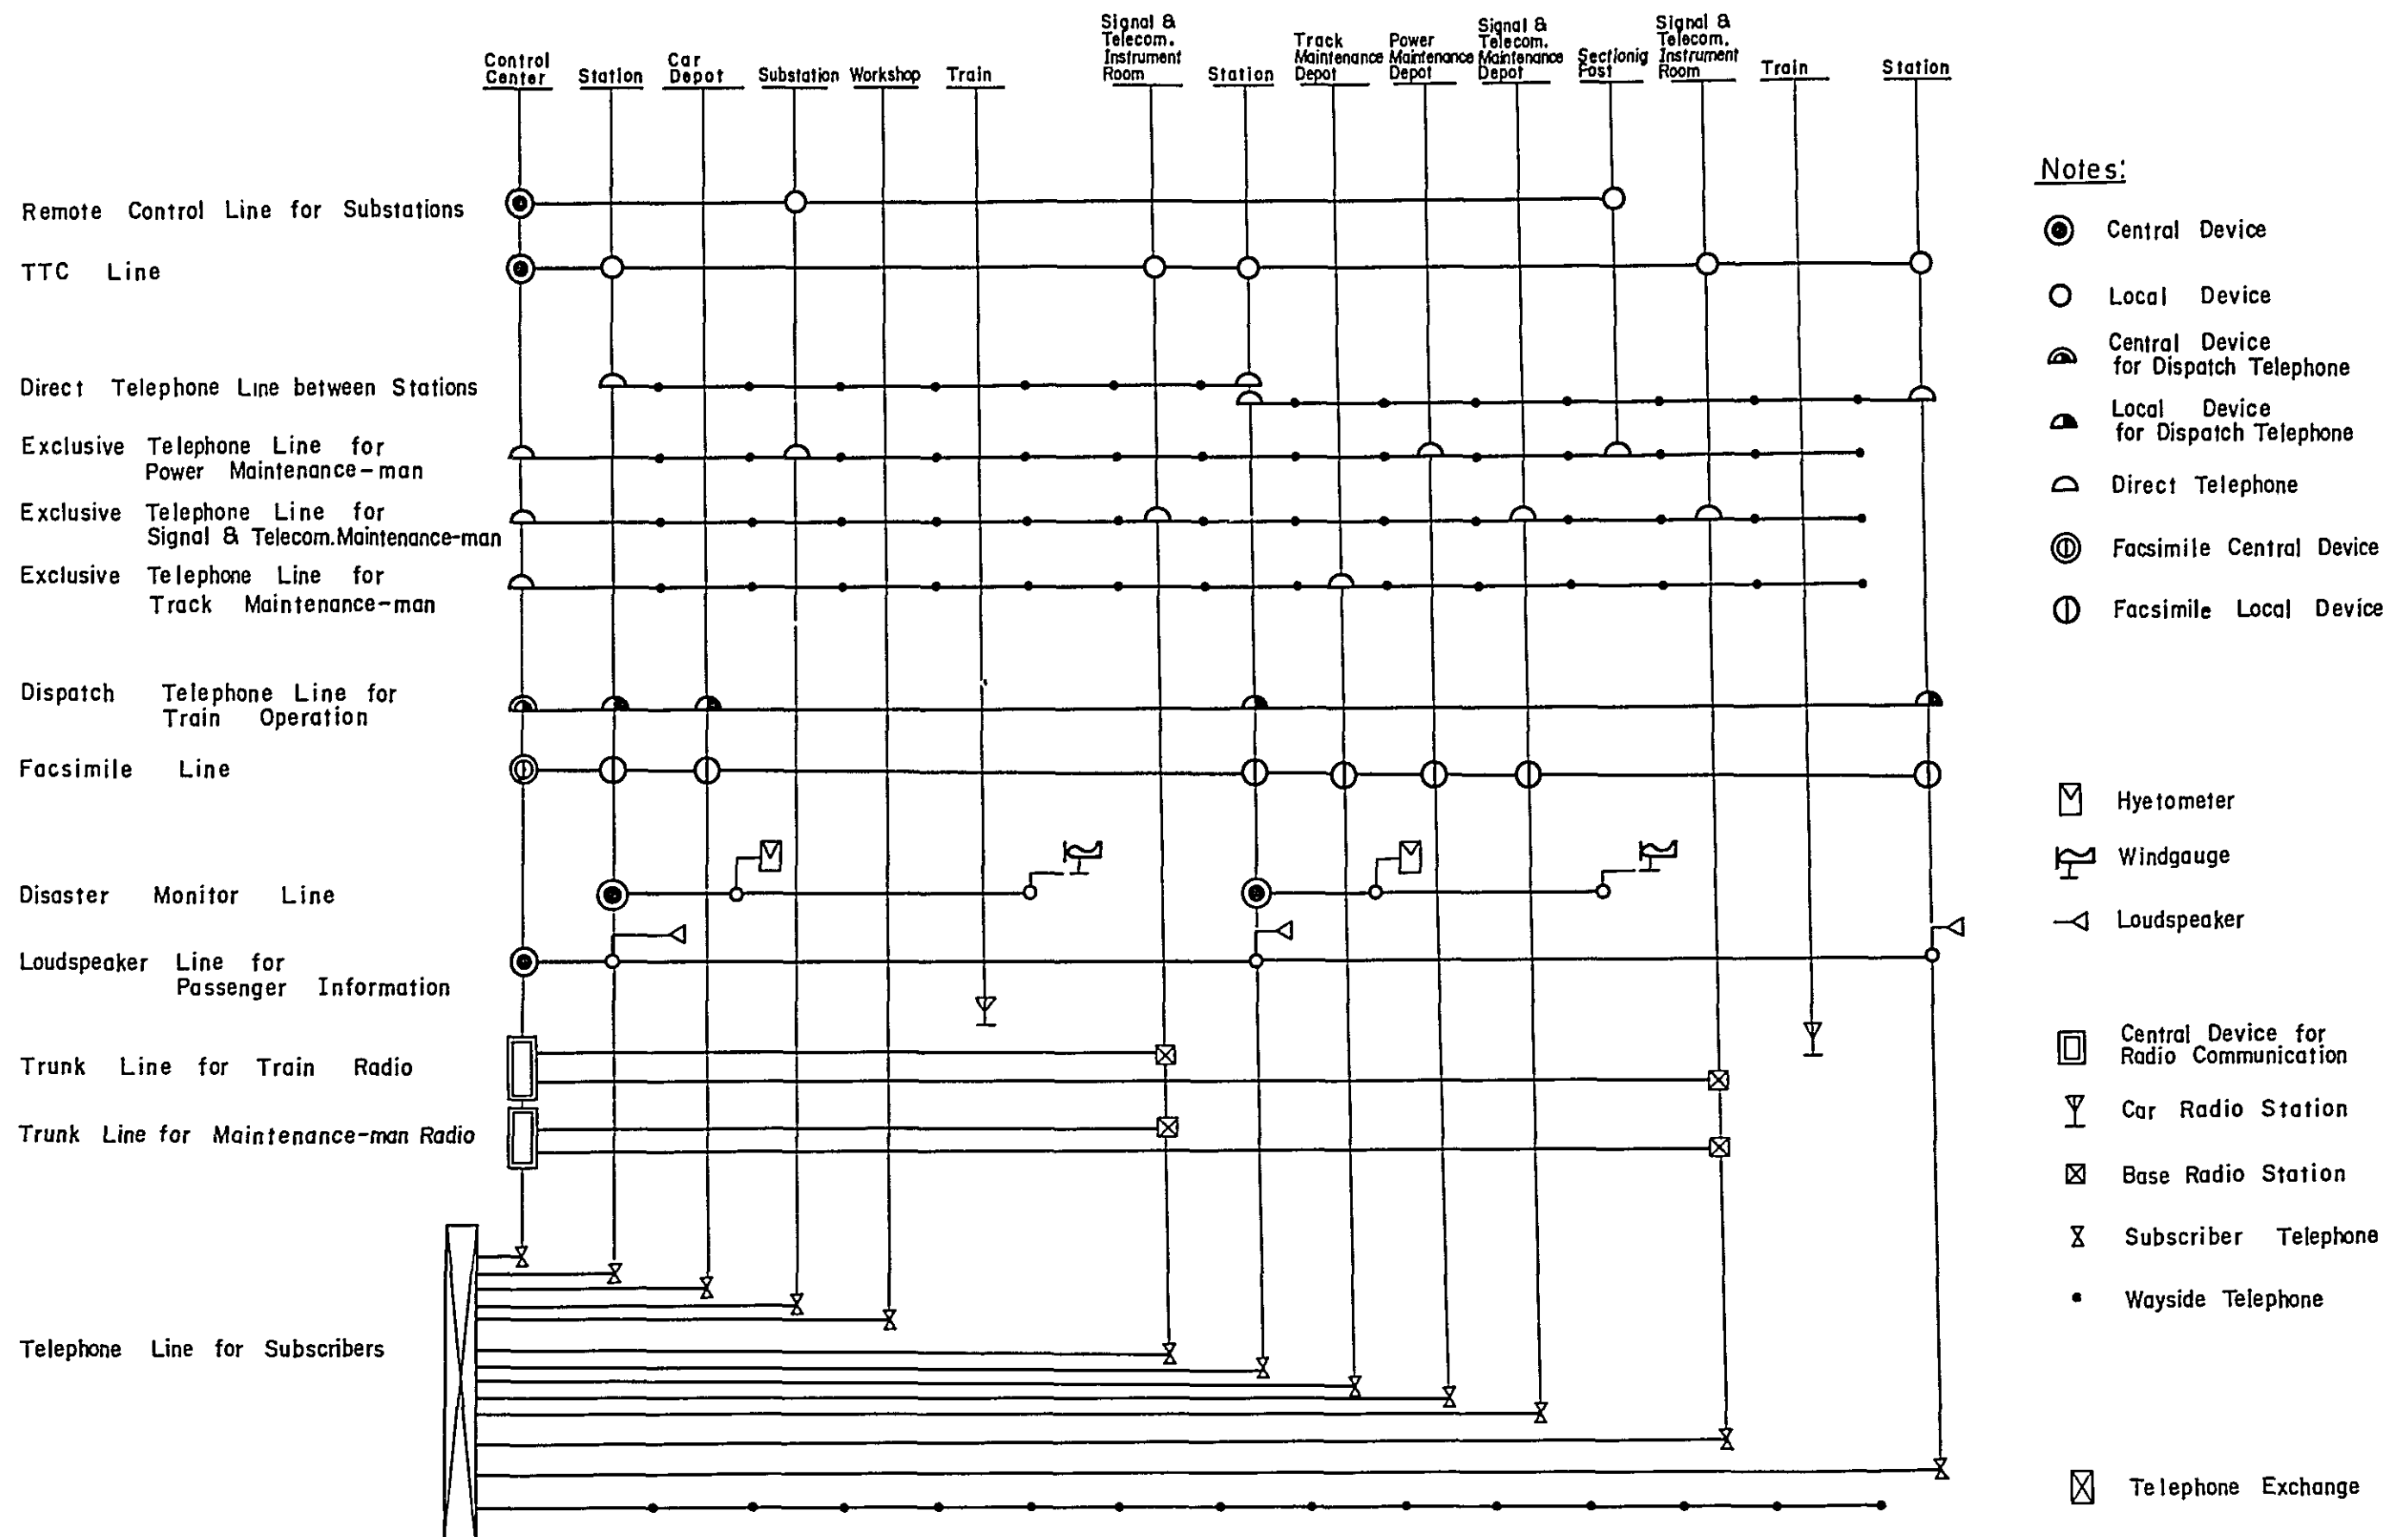 Control
Center
Station
Car
Depot
Substation
Workshop
Train
Signal &
Telecom.
Instrument
Room
Station
Track
Maintenance
Depot
Power
Maintenance
Depot
Signal &
Telecom.
Maintenance
Depot
Sectionig
Post
Signal &
Telecom.
Instrument
Room
Train
Station
Remote Control Line for Substations
TTC Line
Direct Telephone Line between Stations
Exclusive Telephone Line for
Power Maintenance-man
Exclusive Telephone Line for
Signal & Telecom. Maintenance-man
Exclusive Telephone Line for
Track Maintenance-man
Dispatch Telephone Line for
Train Operation
Facsimile Line
Disaster Monitor Line
Loudspeaker Line for
Passenger Information
Trunk Line for Train Radio
Trunk Line for Maintenance-man Radio
Telephone Line for Subscribers
Notes:
Central Device
Local Device
Central Device
for Dispatch Telephone
Local Device
for Dispatch Telephone
Direct Telephone
Facsimile Central Device
Facsimile Local Device
Hyetometer
Windgauge
Loudspeaker
Central Device for
Radio Communication
Car Radio Station
Base Radio Station
Subscriber Telephone
Wayside Telephone
Telephone Exchange